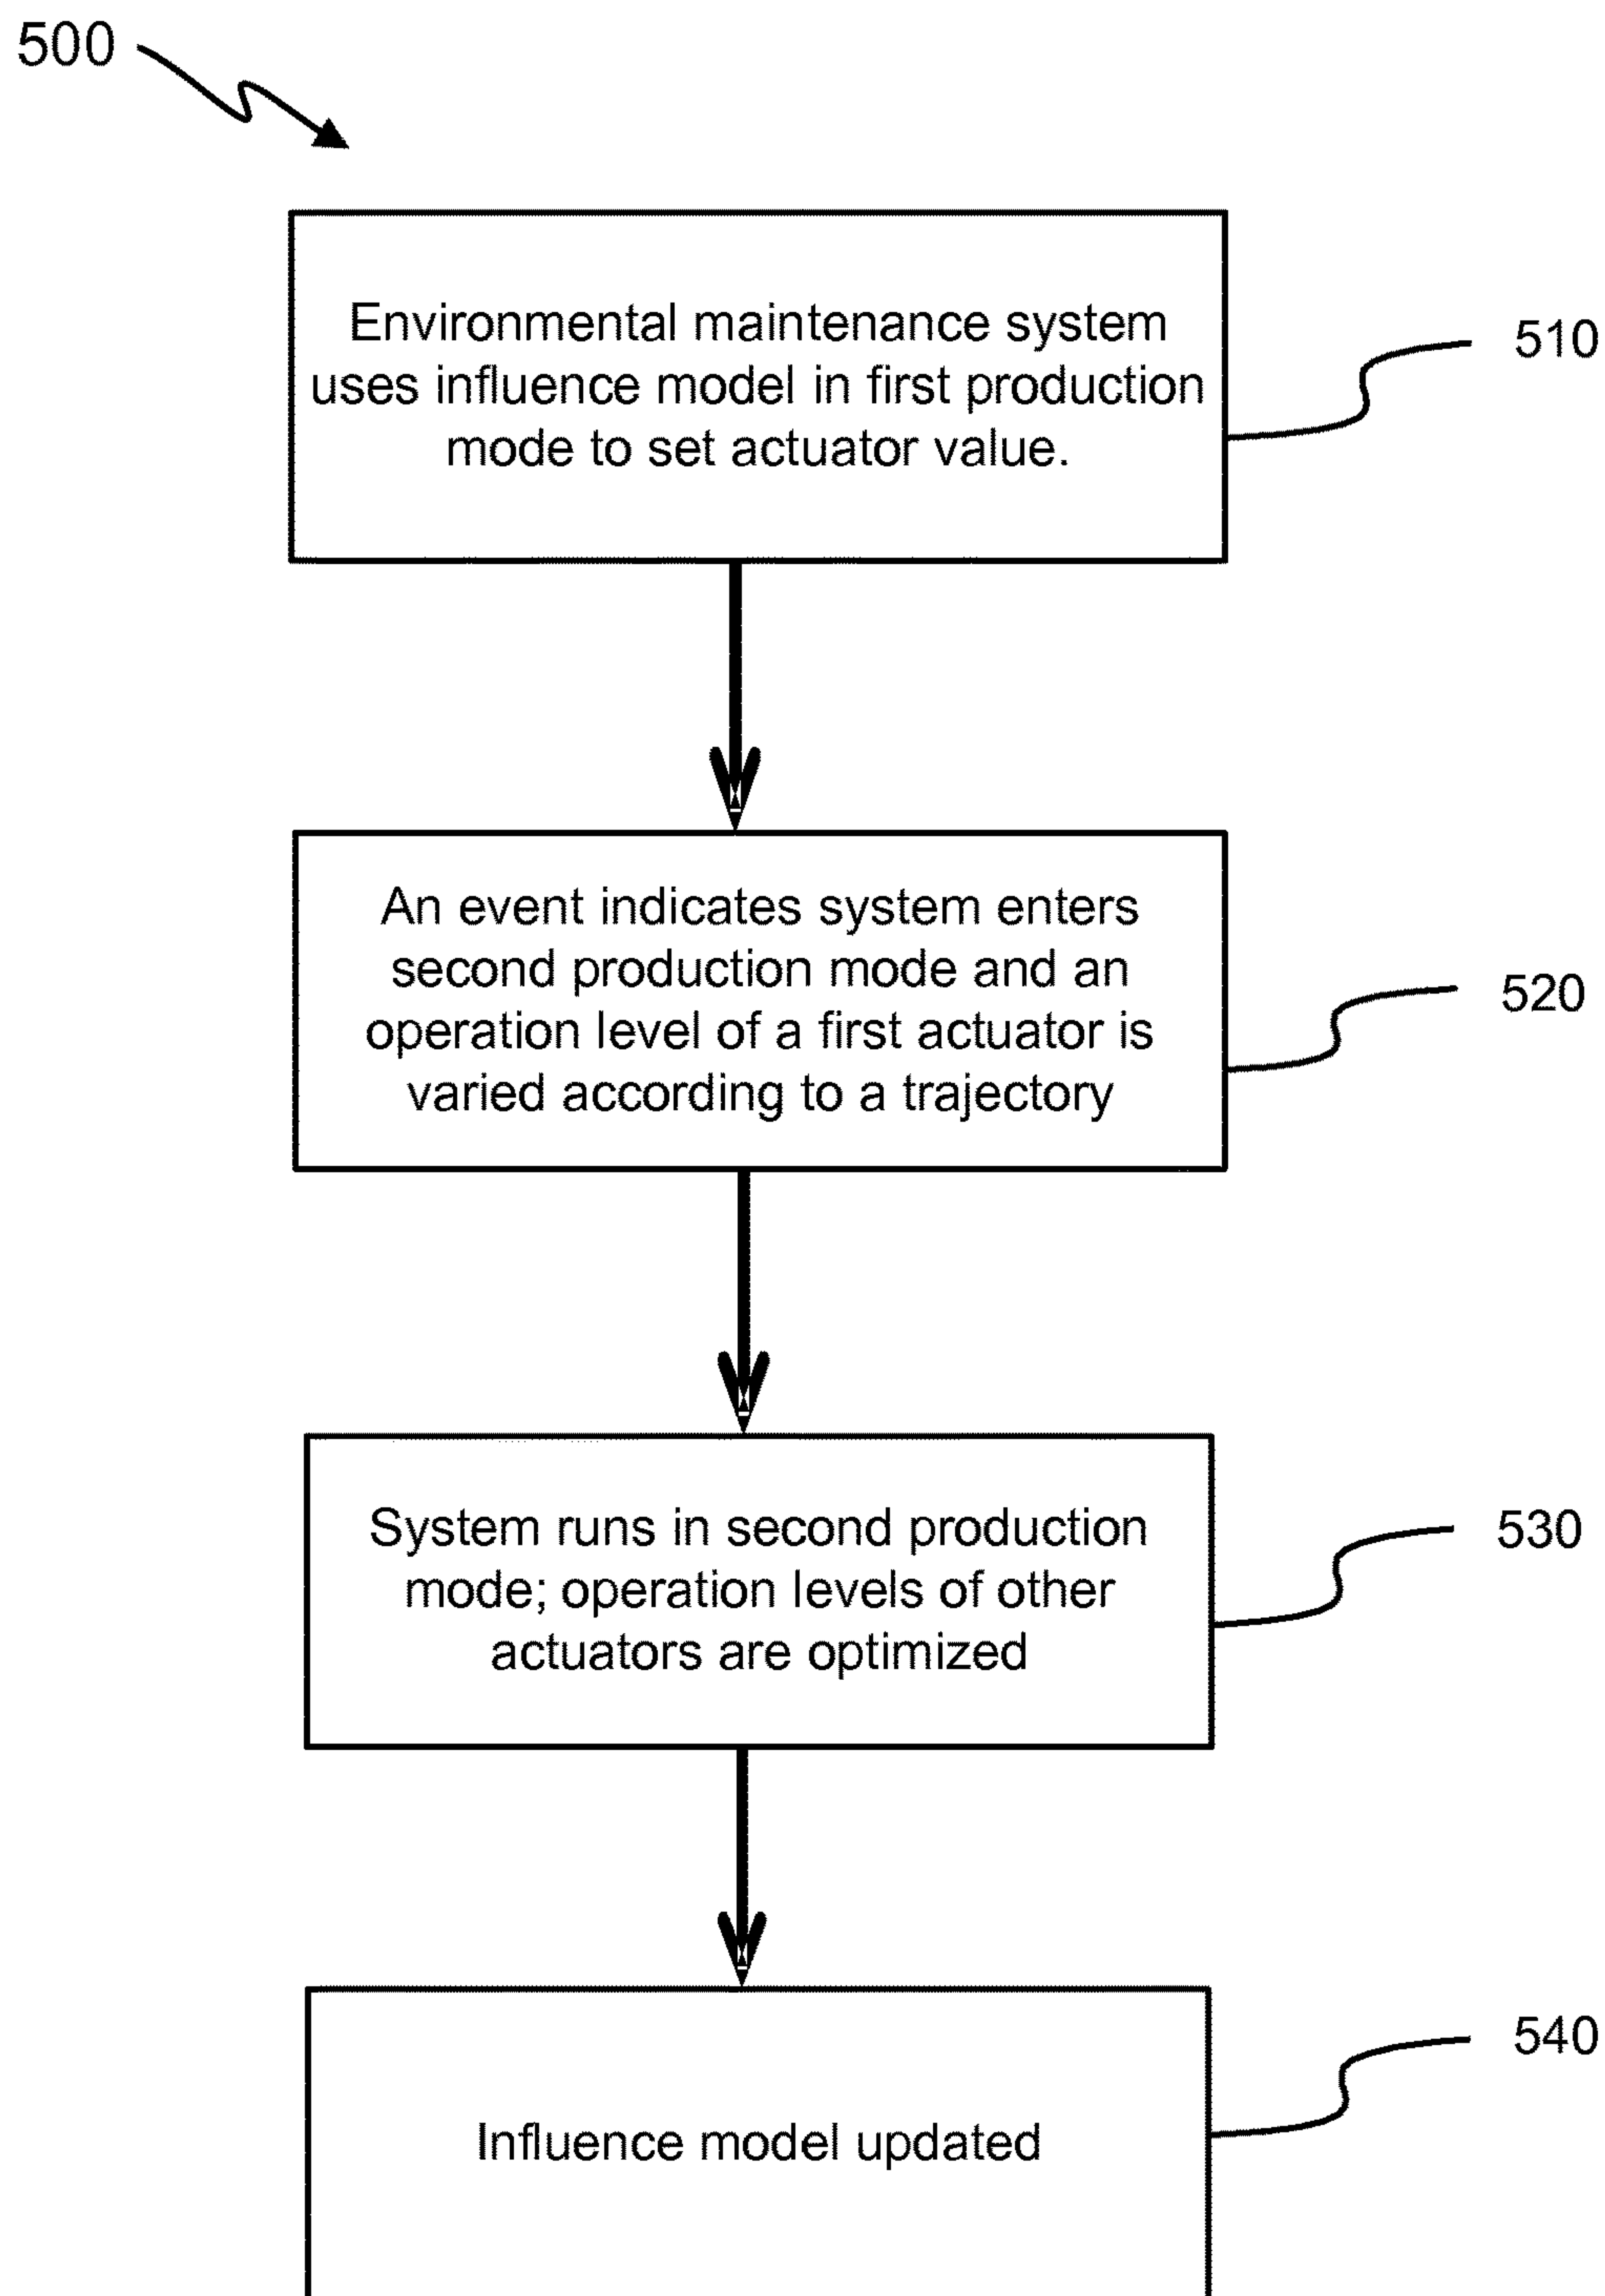 500
Environmental maintenance system
uses influence model in first production
mode to set actuator value.
510
An event indicates system enters
second production mode and an
operation level of a first actuator is
varied according to a trajectory
520
System runs in second production
mode; operation levels of other
actuators are optimized
530
Influence model updated
540